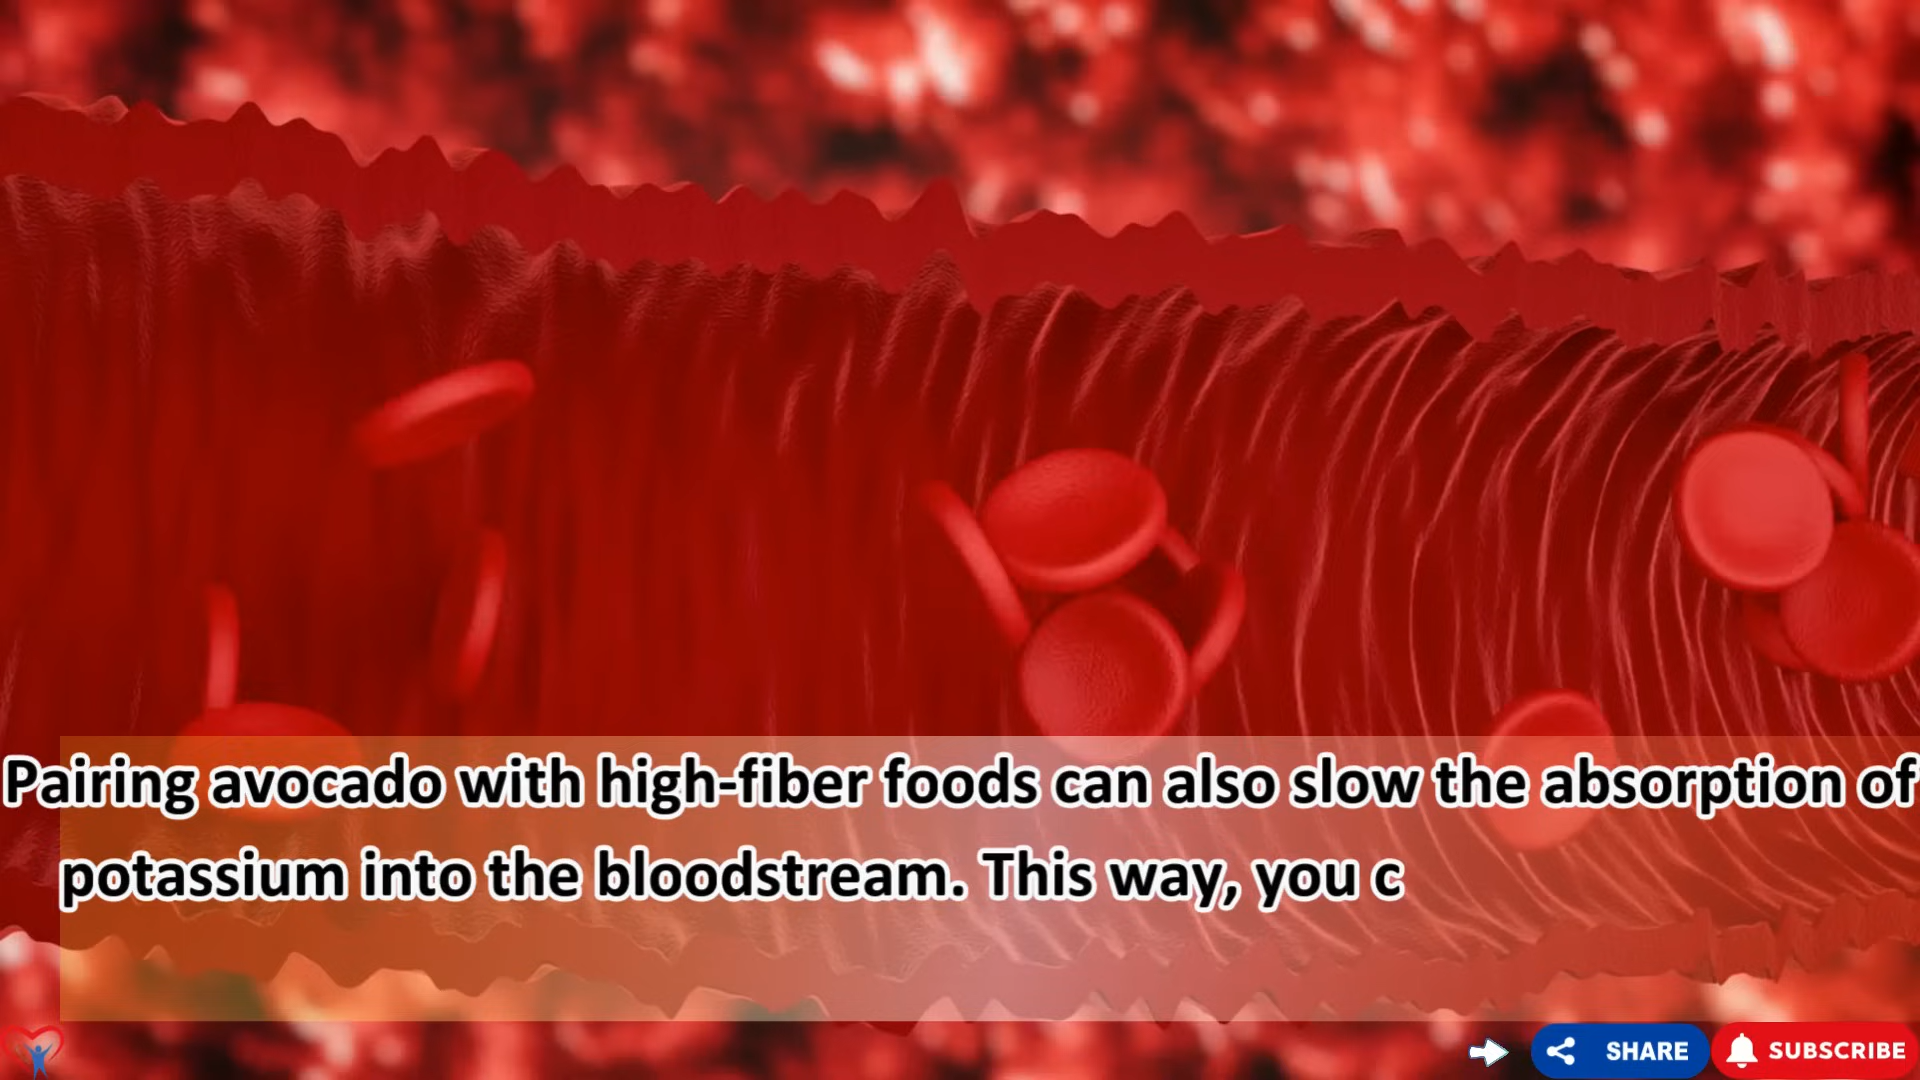 Pairing avocado with high-fiber foods can also slow the absorption of
potassium into the bloodstream. This way, you c
SHARE
SUBSCRIBE